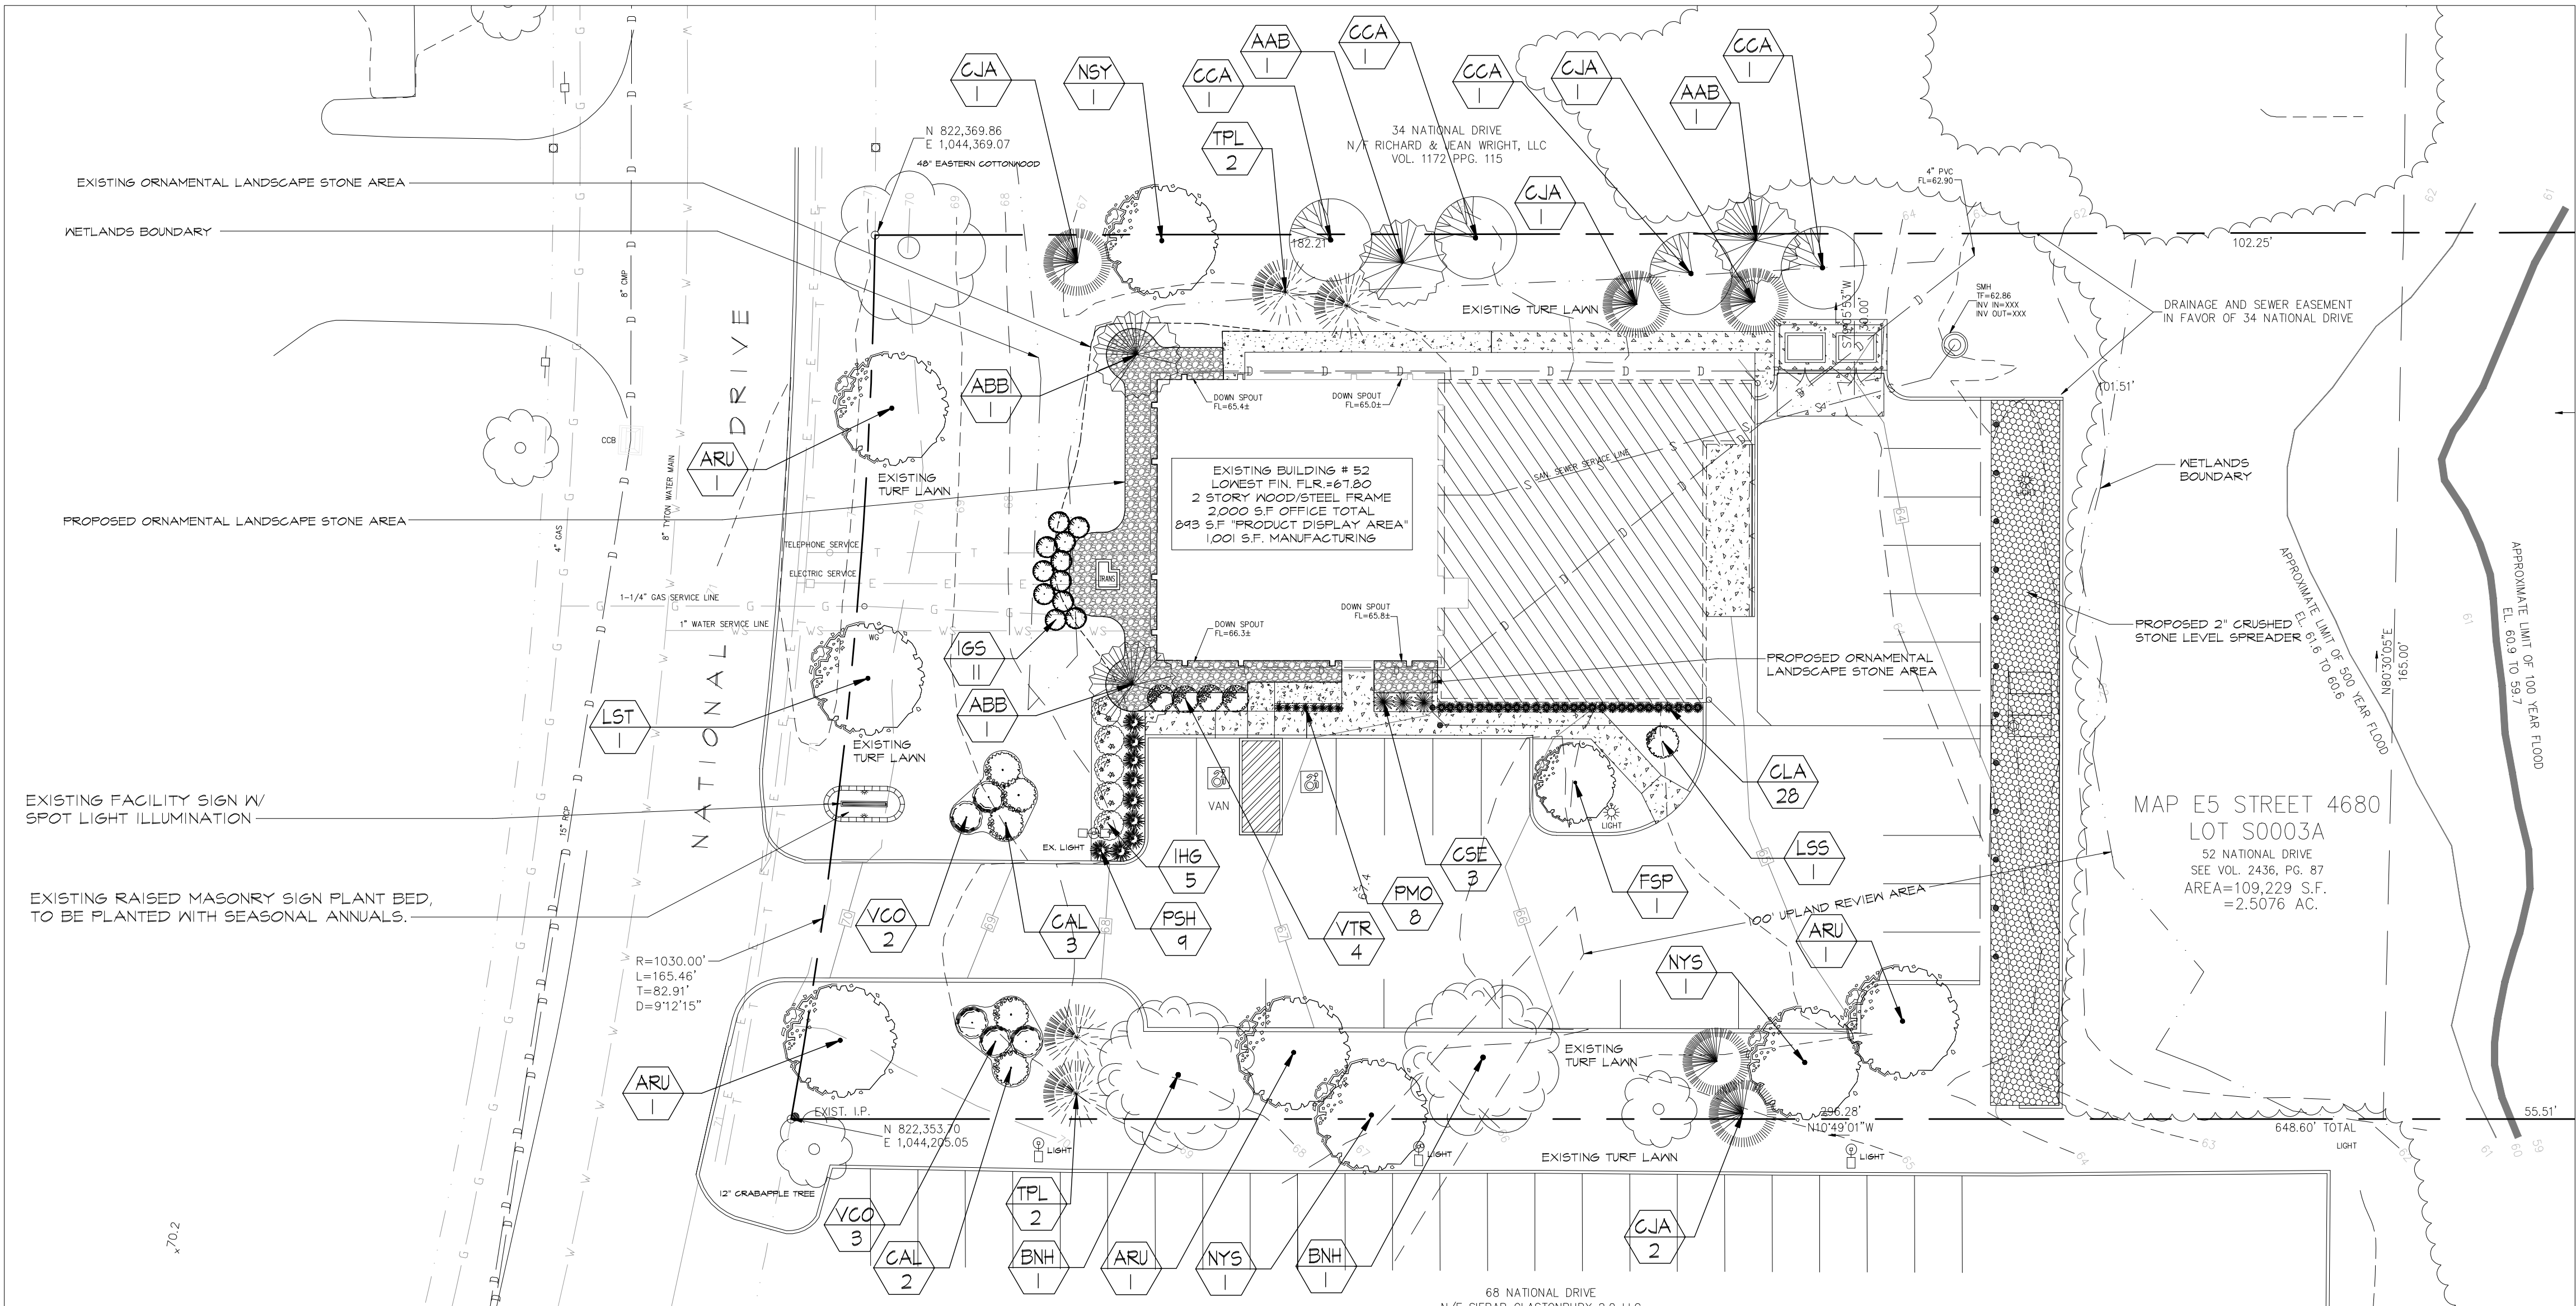 CJA
1
NSY
1
CCA
1
AAB
1
CCA
1
CCA
1
CJA
1
AAB
1
CCA
1
TPL
2
CJA
1
N 822,369.86
E 1,044,369.07
48" EASTERN COTTONWOOD
34 NATIONAL DRIVE
N/F RICHARD & JEAN WRIGHT, LLC
VOL. 1172 PPG. 115
4" PVC
FL=62.90
EXISTING ORNAMENTAL LANDSCAPE STONE AREA
WETLANDS BOUNDARY
182.21'
102.25'
8" CMP
SMH
TF=62.86
INV IN=XXX
INV OUT=XXX
DRAINAGE AND SEWER EASEMENT
IN FAVOR OF 34 NATIONAL DRIVE
EXISTING TURF LAWN
30.00'
NATIONAL DRIVE
ABB
1
DOWN SPOUT
FL=65.4±
DOWN SPOUT
FL=65.0±
101.51'
CCB
ARU
1
EXISTING
TURF LAWN
8" TYTON WATER MAIN
4" GAS
PROPOSED ORNAMENTAL LANDSCAPE STONE AREA
EXISTING BUILDING # 52
LOWEST FIN. FLR.=67.80
2 STORY WOOD/STEEL FRAME
2,000 S.F OFFICE TOTAL
893 S.F "PRODUCT DISPLAY AREA"
1,001 S.F. MANUFACTURING
SAN. SEWER SERVICE LINE
LIGHT
WETLANDS
BOUNDARY
TELEPHONE SERVICE
ELECTRIC SERVICE
TRANS
1-1/4" GAS SERVICE LINE
1" WATER SERVICE LINE
WG
DOWN SPOUT
FL=66.3±
DOWN SPOUT
FL=65.8±
APPROXIMATE LIMIT OF 500 YEAR FLOOD
EL. 61.6 TO 60.6
N80°30'05"E
165.00'
APPROXIMATE LIMIT OF 100 YEAR FLOOD
EL. 60.9 TO 59.7
PROPOSED 2" CRUSHED
STONE LEVEL SPREADER
IGS
11
PROPOSED ORNAMENTAL
LANDSCAPE STONE AREA
LST
1
ABB
1
EXISTING
TURF LAWN
VAN
LIGHT
CLA
28
EXISTING FACILITY SIGN W/
SPOT LIGHT ILLUMINATION
15" RCP
EX. LIGHT
IHG
5
CSE
3
LSS
1
MAP E5 STREET 4680
LOT S0003A
52 NATIONAL DRIVE
SEE VOL. 2436, PG. 87
AREA=109,229 S.F.
=2.5076 AC.
EXISTING RAISED MASONRY SIGN PLANT BED,
TO BE PLANTED WITH SEASONAL ANNUALS.
VCO
2
CAL
3
PSH
9
VTR
4
67.4
PMO
8
FSP
1
100' UPLAND REVIEW AREA
NYS
1
ARU
1
R=1030.00'
L=165.46'
T=82.91'
D=9°12'15"
EXISTING
TURF LAWN
ARU
1
EXIST. I.P.
N 822,353.70
E 1,044,205.05
296.28'
N10°49'01"W
55.51'
648.60' TOTAL
LIGHT
LIGHT
LIGHT
LIGHT
EXISTING TURF LAWN
12" CRABAPPLE TREE
x70.2
VCO
3
CAL
2
TPL
2
BNH
1
ARU
1
NYS
1
BNH
1
CJA
2
68 NATIONAL DRIVE